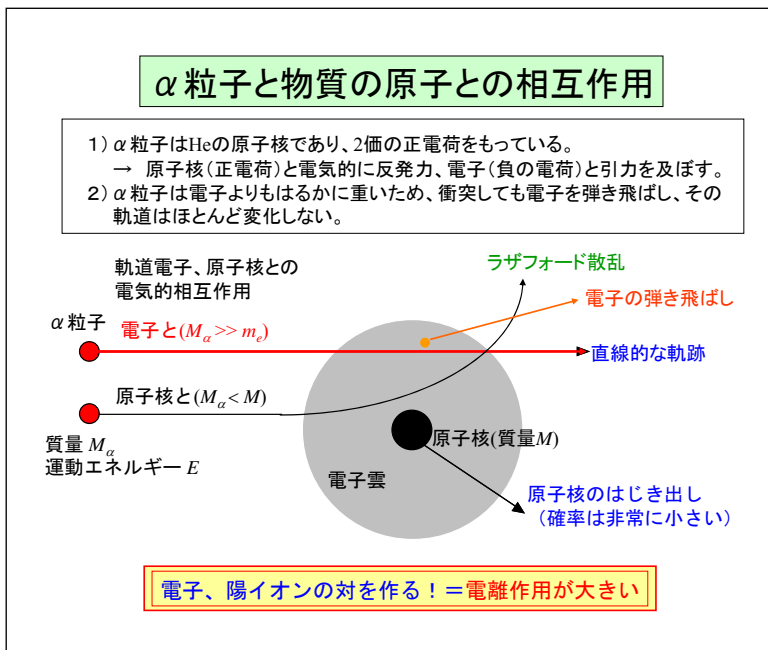 α粒子と物質の原子との相互作用
1）α粒子はHeの原子核であり、2価の正電荷をもっている。
→ 原子核（正電荷）と電気的に反発力、電子（負の電荷）と引力を及ぼす。
2）α粒子は電子よりもはるかに重いため、衝突しても電子を弾き飛ばし、その
軌道はほとんど変化しない。
軌道電子、原子核との
電気的相互作用
ラザフォード散乱
電子の弾き飛ばし
α粒子
電子と(Mα >> me)
直線的な軌跡
原子核と(Mα < M)
原子核(質量M)
質量 Mα
運動エネルギー E
電子雲
原子核のはじき出し
（確率は非常に小さい）
電子、陽イオンの対を作る！＝電離作用が大きい